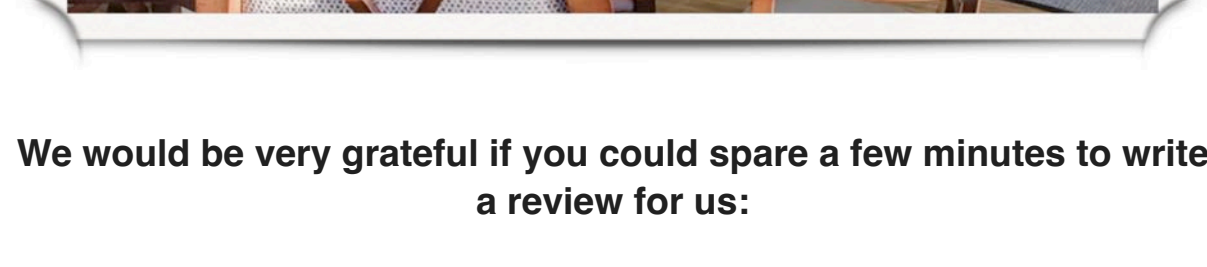 We would be very grateful if you could spare a few minutes to write
a review for us: